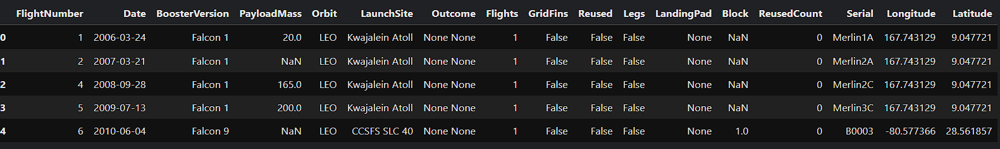 FlightNumber Date BoosterVersion PayloadMass Orbit LaunchSite Outcome Flights GridFins Reused Legs LandingPad Block ReusedCount Serial Longitude Latitude
0 1 2006-03-24 Falcon 1 20.0 LEO Kwajalein Atoll None None 1 False False False None NaN 0 Merlin1A 167.743129 9.047721
1 2 2007-03-21 Falcon 1 NaN LEO Kwajalein Atoll None None 1 False False False None NaN 0 Merlin2A 167.743129 9.047721
2 4 2008-09-28 Falcon 1 165.0 LEO Kwajalein Atoll None None 1 False False False None NaN 0 Merlin2C 167.743129 9.047721
3 5 2009-07-13 Falcon 1 200.0 LEO Kwajalein Atoll None None 1 False False False None NaN 0 Merlin3C 167.743129 9.047721
4 6 2010-06-04 Falcon 9 NaN LEO CCSFS SLC 40 None None 1 False False False None 1.0 0 B0003 -80.577366 28.561857